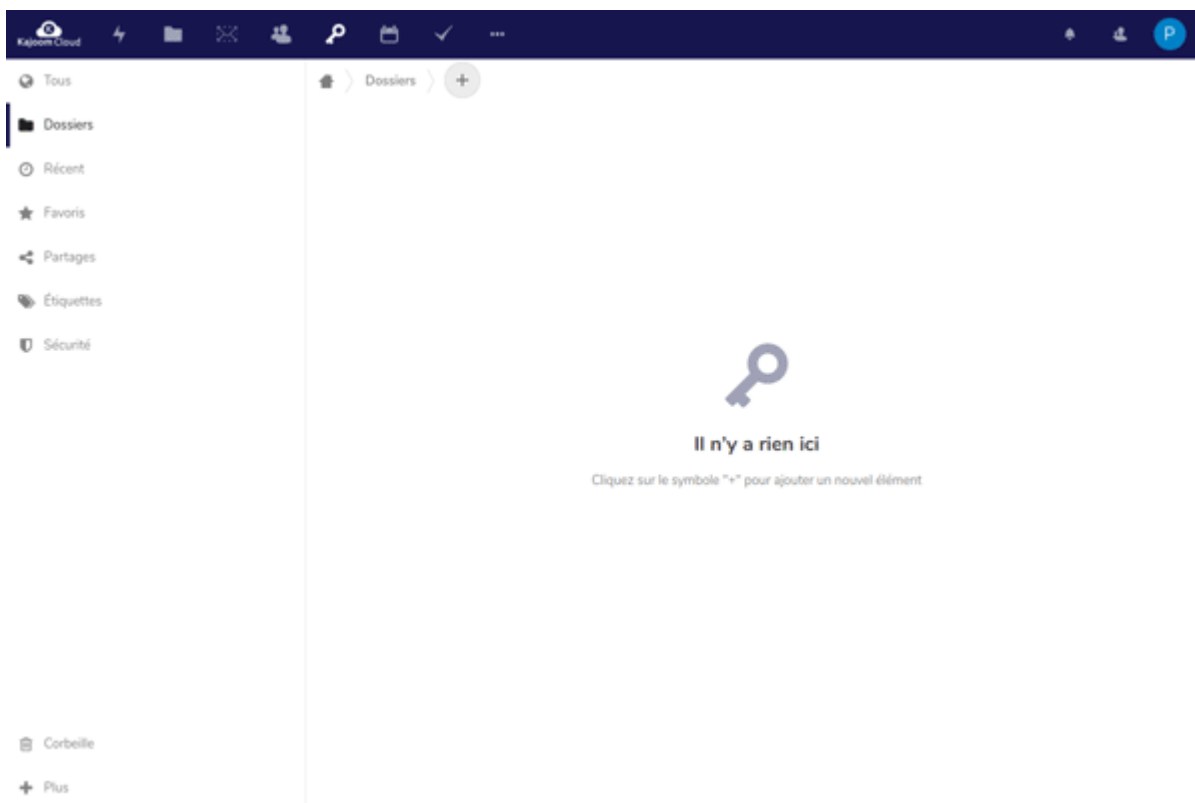 Kajoom Cloud
P
Tous
Dossiers
Dossiers
Récent
Favoris
Partages
Étiquettes
Sécurité
Il n'y a rien ici
Cliquez sur le symbole "+" pour ajouter un nouvel élément
Corbeille
Plus